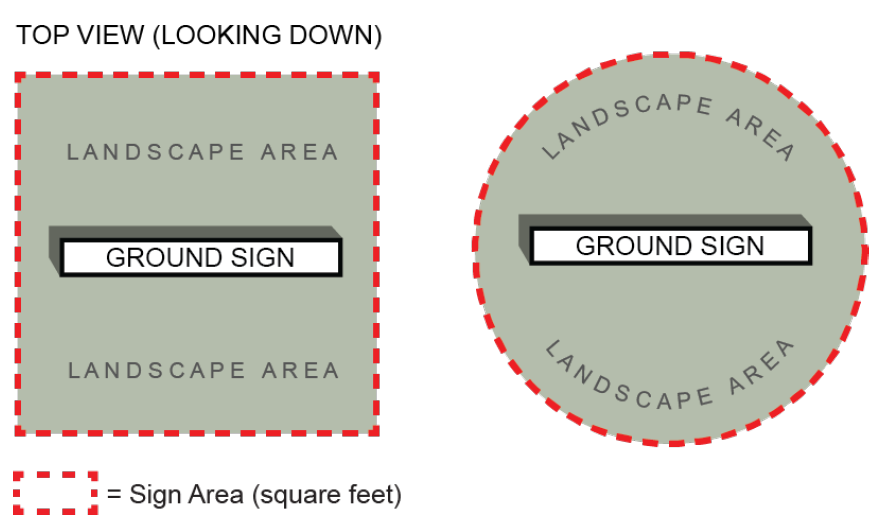 TOP VIEW (LOOKING DOWN)
LANDSCAPE AREA
GROUND SIGN
LANDSCAPE AREA
LANDSCAPE AREA
GROUND SIGN
LANDSCAPE AREA
= Sign Area (square feet)